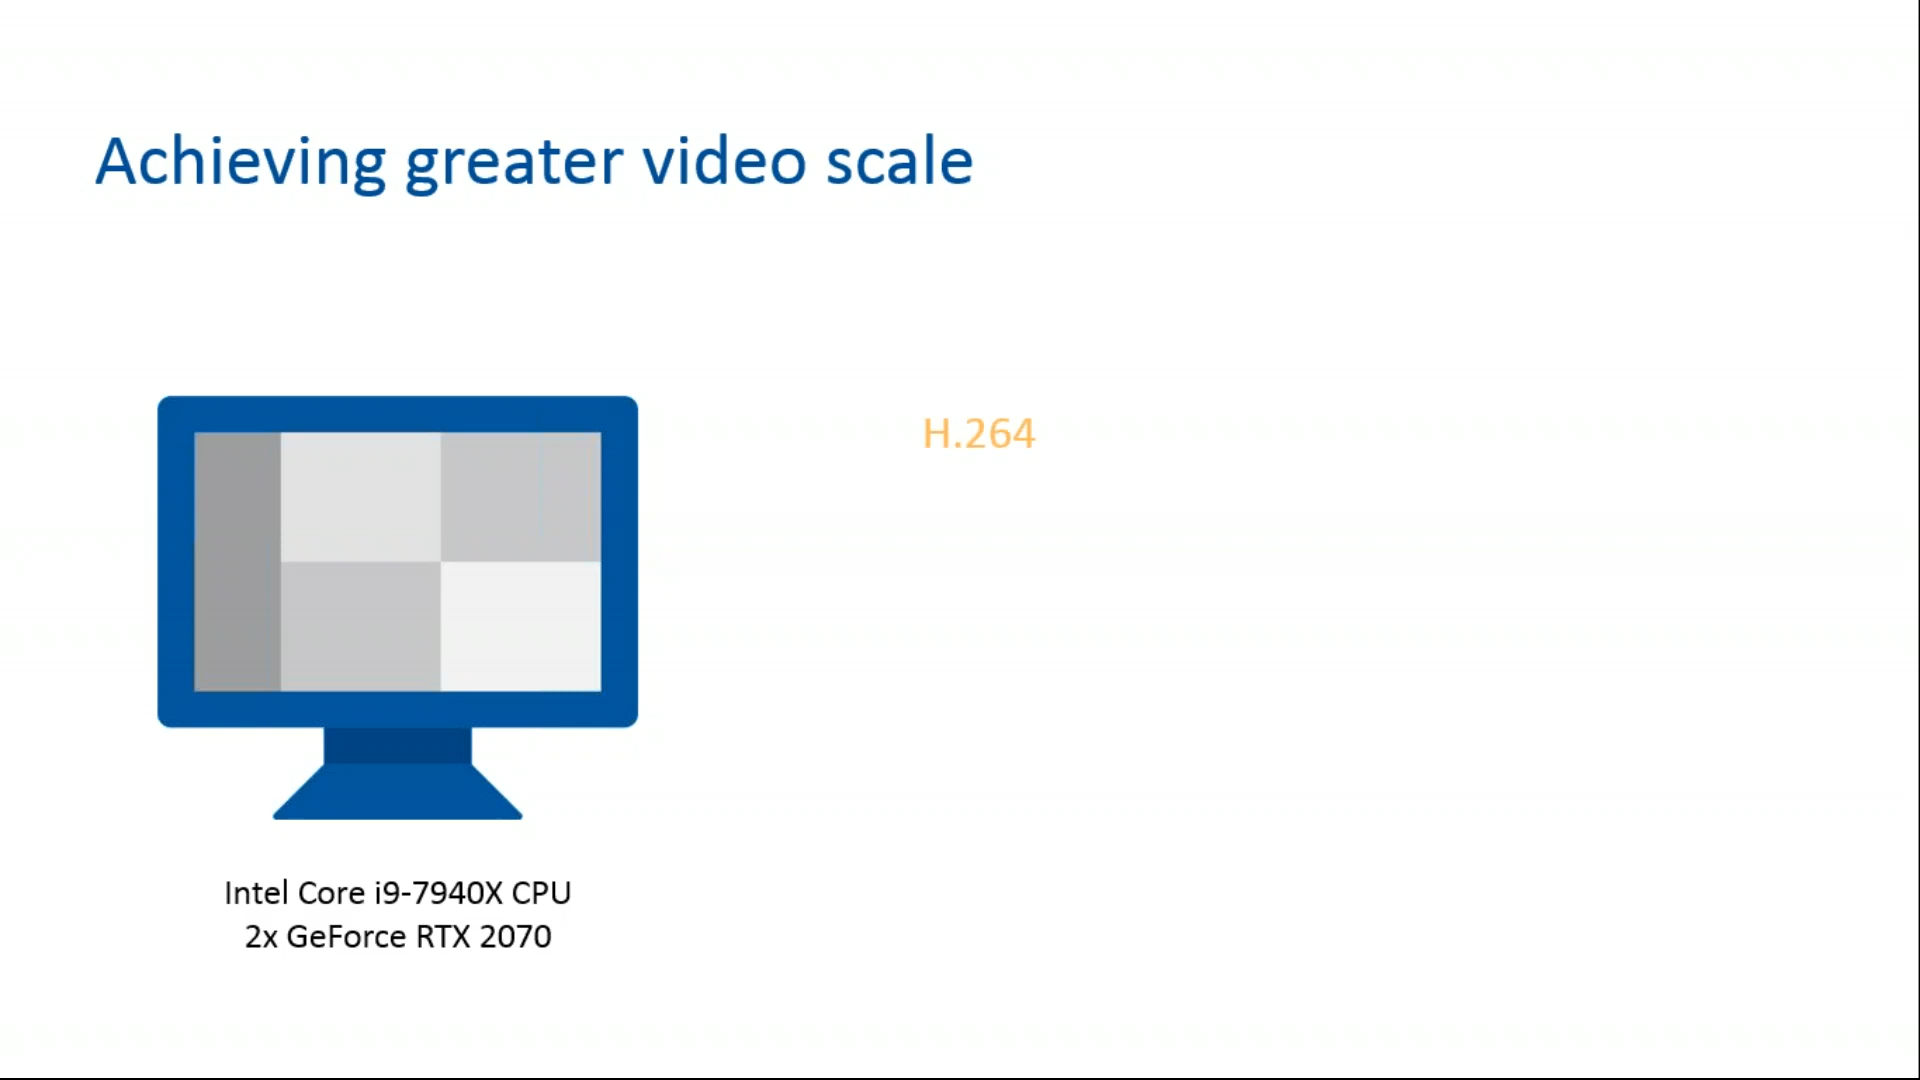 Achieving greater video scale
H.264
Intel Core i9-7940X CPU
2x GeForce RTX 2070